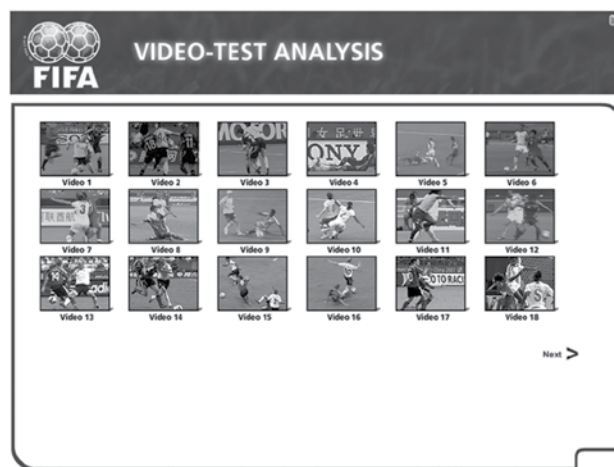 FIFA
VIDEO-TEST ANALYSIS
SONY
Video 1
Video 2
Video 3
Video 4
Video 5
Video 6
Video 7
Video 8
Video 9
Video 10
Video 11
Video 12
Video 13
Video 14
Video 15
Video 16
Video 17
Video 18
Next >